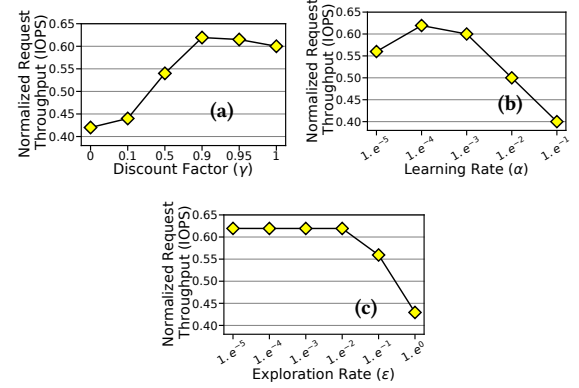 Normalized Request
Throughput (IOPS)
0.65
0.60
0.55
0.50
0.45
0.40
(a)
0 0.1 0.5 0.9 0.95 1
Discount Factor (γ)
Normalized Request
Throughput (IOPS)
0.65
0.60
0.55
0.50
0.45
0.40
(b)
1.e⁻⁵ 1.e⁻⁴ 1.e⁻³ 1.e⁻² 1.e⁻¹
Learning Rate (α)
Normalized Request
Throughput (IOPS)
0.65
0.60
0.55
0.50
0.45
0.40
(c)
1.e⁻⁵ 1.e⁻⁴ 1.e⁻³ 1.e⁻² 1.e⁻¹ 1.e⁰
Exploration Rate (ε)